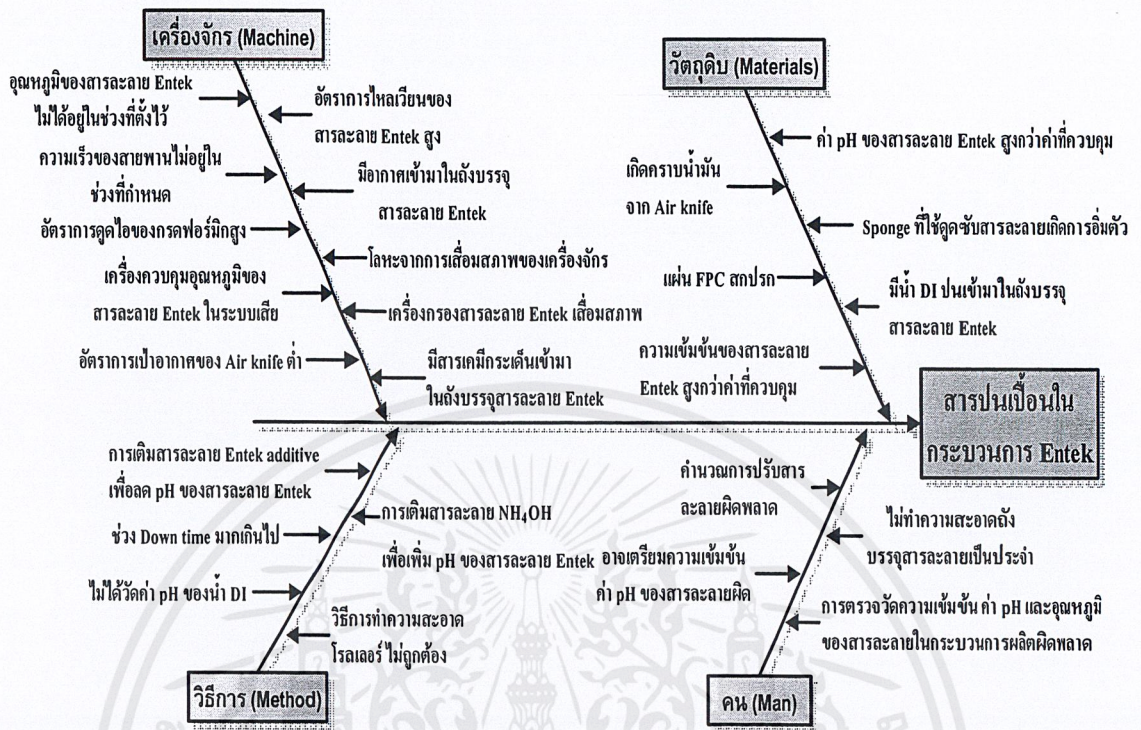 เครื่องจักร (Machine)
อุณหภูมิของสารละลาย Entek
ไม่ได้อยู่ในช่วงที่ตั้งไว้
ความเร็วของสายพานไม่อยู่ใน
ช่วงที่กำหนด
อัตราการดูดไอของกรดฟอร์มิกสูง
เครื่องควบคุมอุณหภูมิของ
สารละลาย Entek ในระบบเสีย
อัตราการเป่าอากาศของ Air knife ต่ำ
อัตราการไหลเวียนของ
สารละลาย Entek สูง
มีอากาศเข้ามาในถังบรรจุ
สารละลาย Entek
โลหะจากการเสื่อมสภาพของเครื่องจักร
เครื่องกรองสารละลาย Entek เสื่อมสภาพ
มีสารเคมีกระเด็นเข้ามา
ในถังบรรจุสารละลาย Entek
วัตถุดิบ (Materials)
เกิดคราบน้ำมัน
จาก Air knife
แผ่น FPC สกปรก
ความเข้มข้นของสารละลาย
Entek สูงกว่าค่าที่ควบคุม
ค่า pH ของสารละลาย Entek สูงกว่าค่าที่ควบคุม
Sponge ที่ใช้ดูดซับสารละลายเกิดการอิ่มตัว
มีน้ำ DI ปนเข้ามาในถังบรรจุ
สารละลาย Entek
สารปนเปื้อนใน
กระบวนการ Entek
การเติมสารละลาย Entek additive
เพื่อลด pH ของสารละลาย Entek
ช่วง Down time มากเกินไป
ไม่ได้วัดค่า pH ของน้ำ DI
การเติมสารละลาย NH4OH
เพื่อเพิ่ม pH ของสารละลาย Entek
วิธีการทำความสะอาด
โรลเลอร์ ไม่ถูกต้อง
วิธีการ (Method)
คำนวณการปรับสาร
ละลายผิดพลาด
อาจเตรียมความเข้มข้น
ค่า pH ของสารละลายผิด
ไม่ทำความสะอาดถัง
บรรจุสารละลายเป็นประจำ
การตรวจวัดความเข้มข้น ค่า pH และอุณหภูมิ
ของสารละลายในกระบวนการผลิตผิดพลาด
คน (Man)